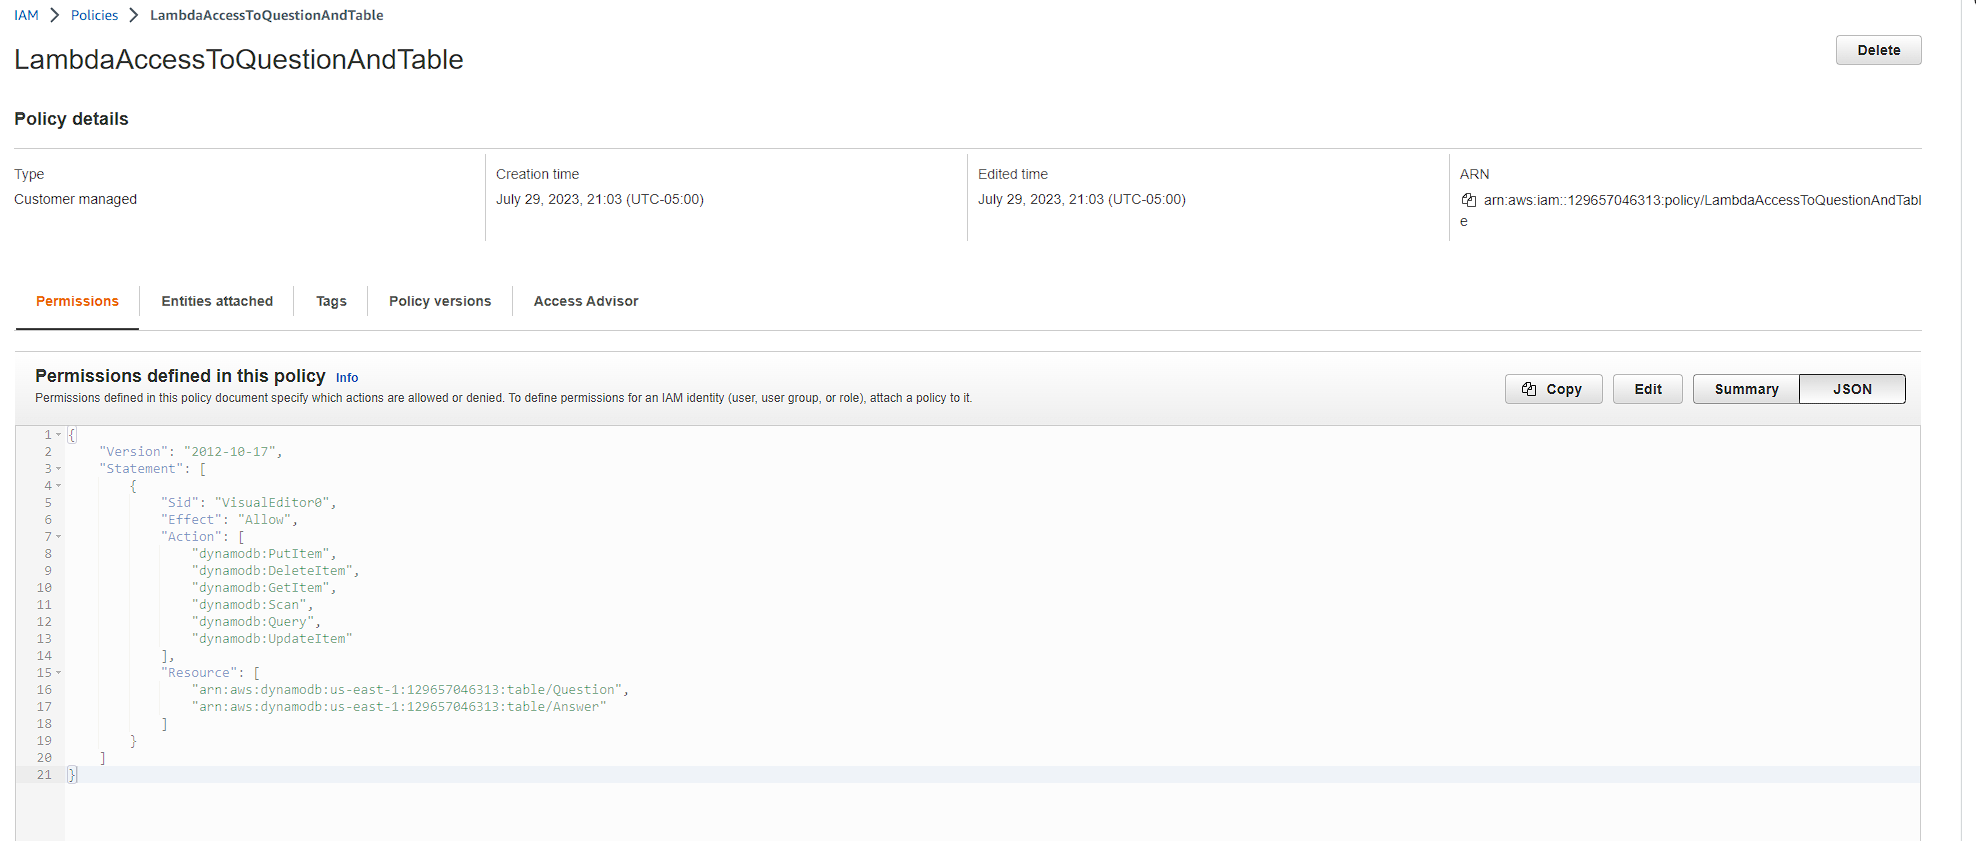 IAM > Policies > LambdaAccessToQuestionAndTable
LambdaAccessToQuestionAndTable
Delete
Policy details
Type
Customer managed
Creation time
July 29, 2023, 21:03 (UTC-05:00)
Edited time
July 29, 2023, 21:03 (UTC-05:00)
ARN
arn:aws:iam::129657046313:policy/LambdaAccessToQuestionAndTabl
e
Permissions
Entities attached
Tags
Policy versions
Access Advisor
Permissions defined in this policy Info
Permissions defined in this policy document specify which actions are allowed or denied. To define permissions for an IAM identity (user, user group, or role), attach a policy to it.
Copy
Edit
Summary
JSON
1 {
2     "Version": "2012-10-17",
3     "Statement": [
4         {
5             "Sid": "VisualEditor0",
6             "Effect": "Allow",
7             "Action": [
8                 "dynamodb:PutItem",
9                 "dynamodb:DeleteItem",
10                 "dynamodb:GetItem",
11                 "dynamodb:Scan",
12                 "dynamodb:Query",
13                 "dynamodb:UpdateItem"
14             ],
15             "Resource": [
16                 "arn:aws:dynamodb:us-east-1:129657046313:table/Question",
17                 "arn:aws:dynamodb:us-east-1:129657046313:table/Answer"
18             ]
19         }
20     ]
21 }